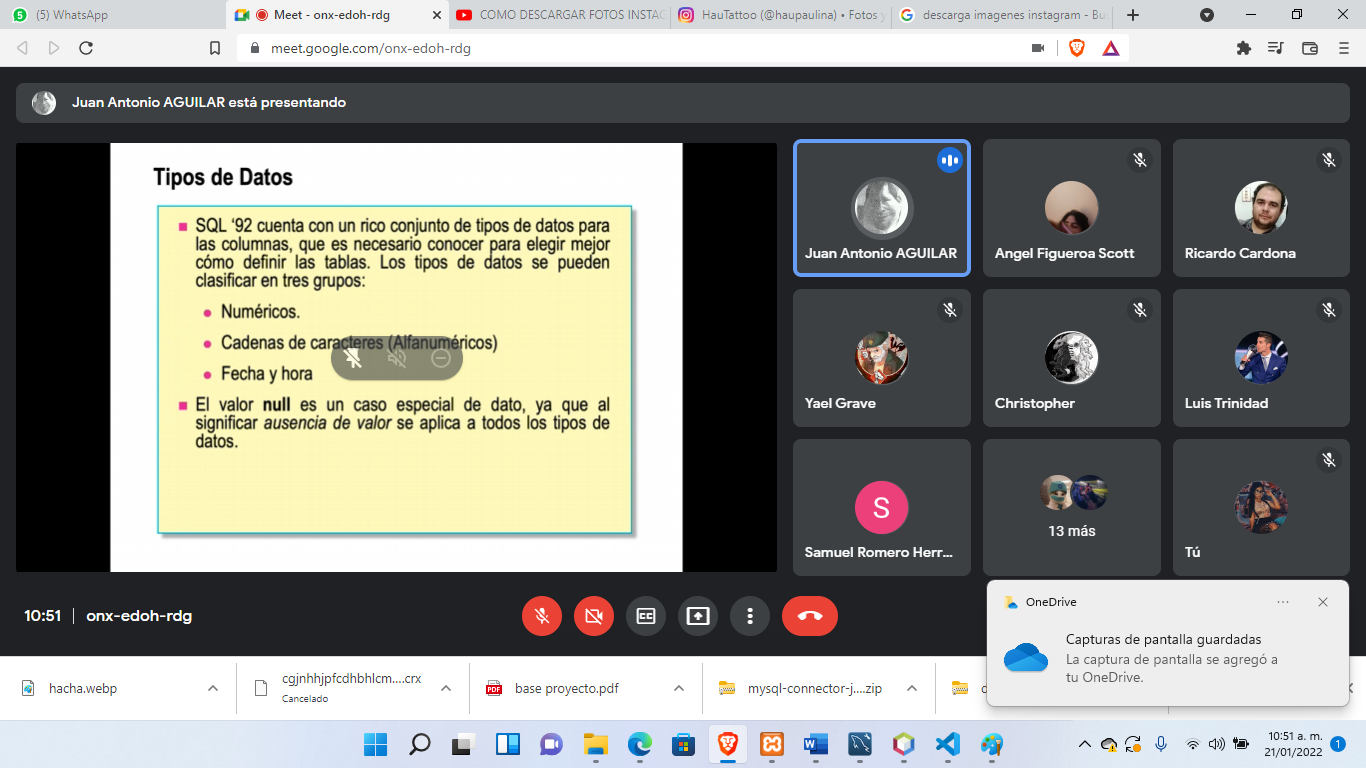 (5) WhatsApp
Meet - onx-edoh-rdg
COMO DESCARGAR FOTOS INSTAG
HauTattoo (@haupaulina) • Fotos y
descarga imagenes instagram - Bu
meet.google.com/onx-edoh-rdg
Juan Antonio AGUILAR está presentando
Tipos de Datos
SQL ‘92 cuenta con un rico conjunto de tipos de datos para
las columnas, que es necesario conocer para elegir mejor
cómo definir las tablas. Los tipos de datos se pueden
clasificar en tres grupos:
Numéricos.
Cadenas de caracteres (Alfanuméricos)
Fecha y hora
El valor null es un caso especial de dato, ya que al
significar ausencia de valor se aplica a todos los tipos de
datos.
Juan Antonio AGUILAR
Angel Figueroa Scott
Ricardo Cardona
Yael Grave
Christopher
Luis Trinidad
S
Samuel Romero Herr...
13 más
Tú
10:51
onx-edoh-rdg
OneDrive
Capturas de pantalla guardadas
La captura de pantalla se agregó a
tu OneDrive.
hacha.webp
cgjnhhjpfcdhbhlcm....crx
Cancelado
base proyecto.pdf
mysql-connector-j....zip
d
10:51 a. m.
21/01/2022
1